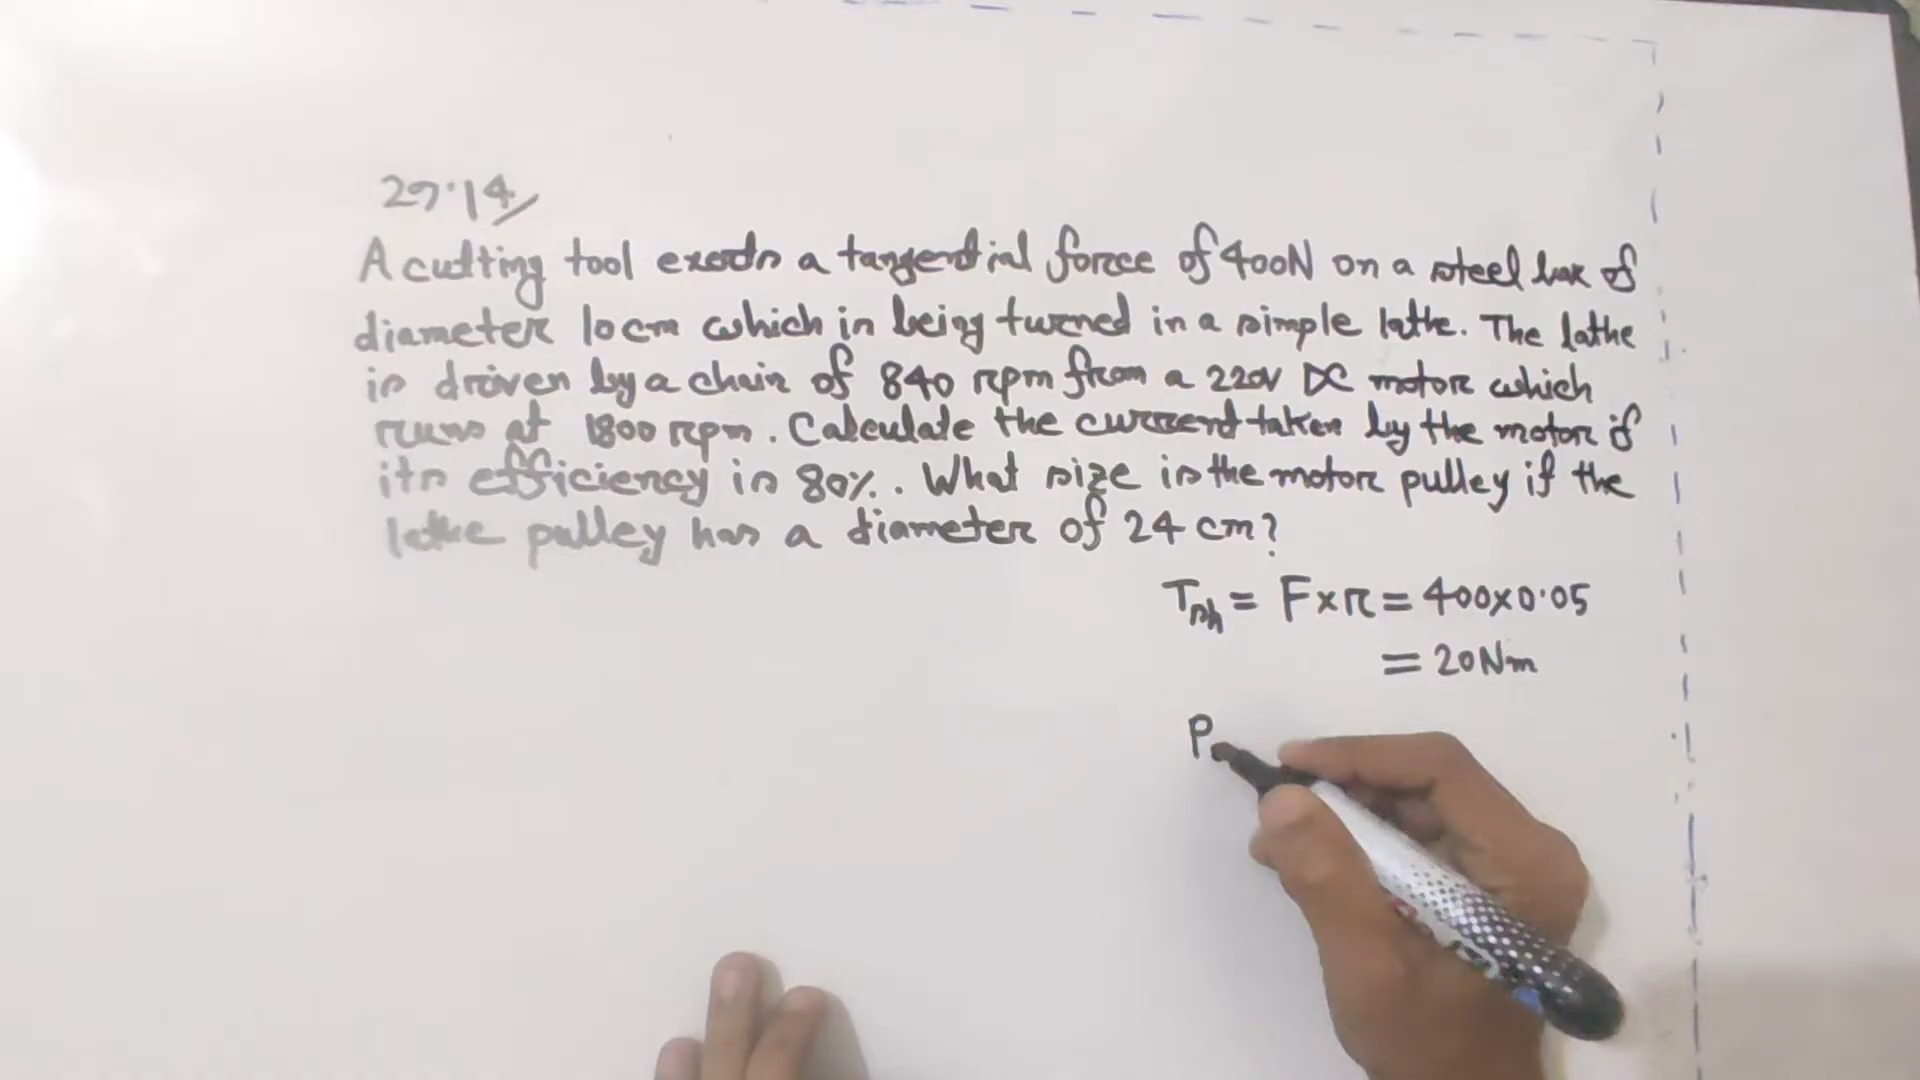 29.14/
A cutting tool exerts a tangential force of 400N on a steel bar of
diameter 10cm which is being turned in a simple lathe. The lathe
is driven by a chain of 840 rpm from a 220V DC motor which
runs at 1800 rpm. Calculate the current taken by the motor if
its efficiency is 80%. What size is the motor pulley if the
lathe pulley has a diameter of 24 cm?
Tsh = F×r = 400×0.05
= 20Nm
P